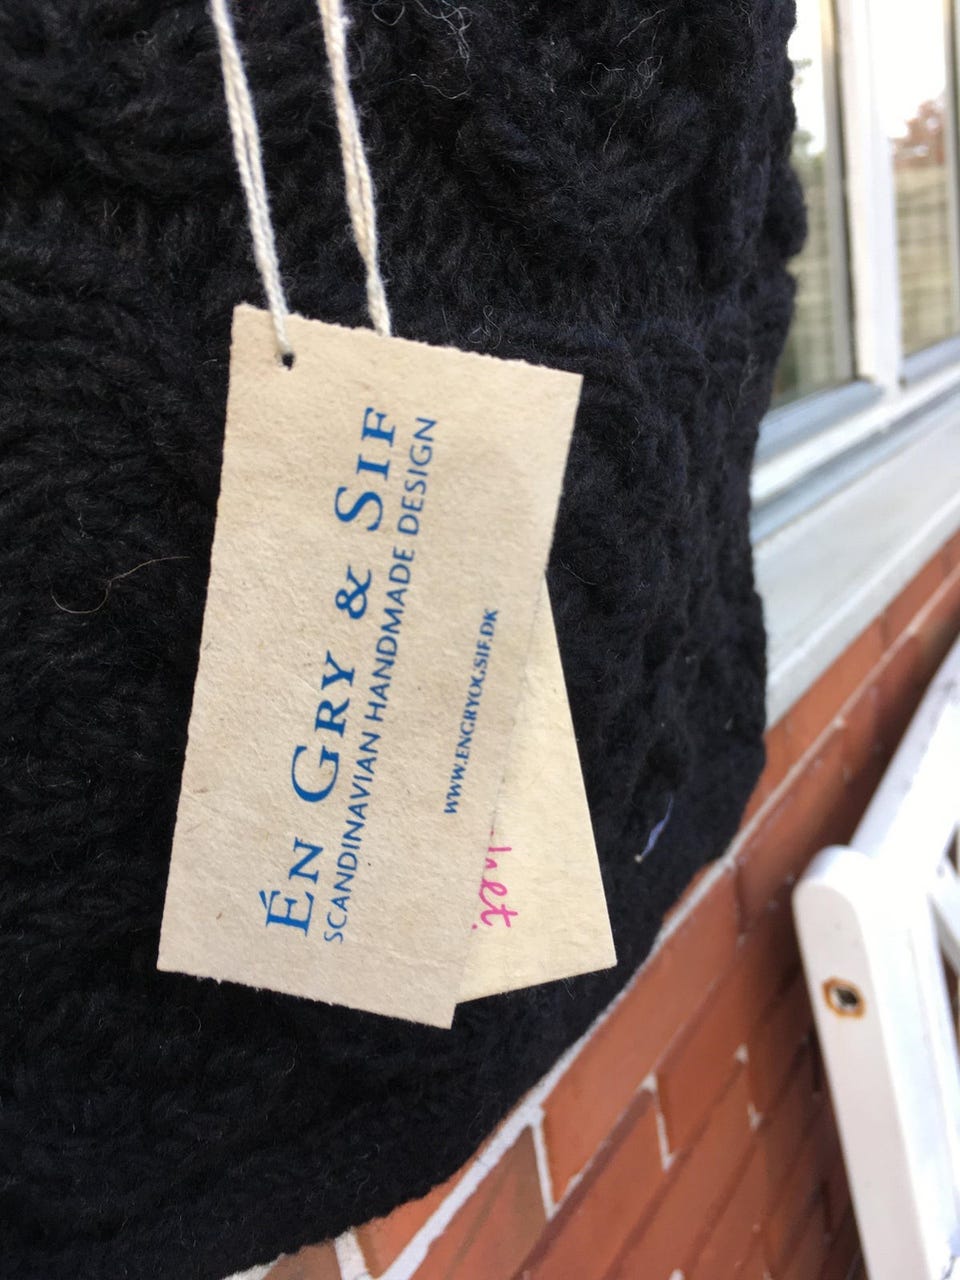 Én Gry & Sif
SCANDINAVIAN HANDMADE DESIGN
WWW.ENGRYOGSIF.DK